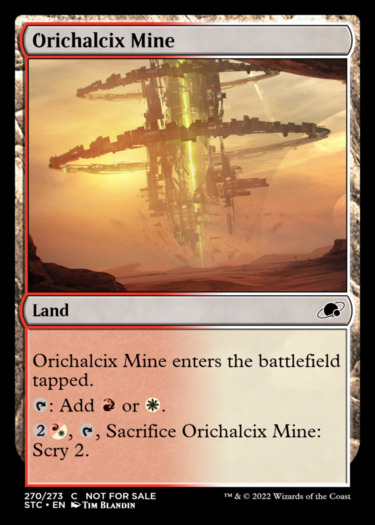 Orichalcix Mine
Land
Orichalcix Mine enters the battlefield
tapped.
: Add or .
2 , , Sacrifice Orichalcix Mine:
Scry 2.
270/273 C NOT FOR SALE
STC • EN Tim Blandin
™ & © 2022 Wizards of the Coast